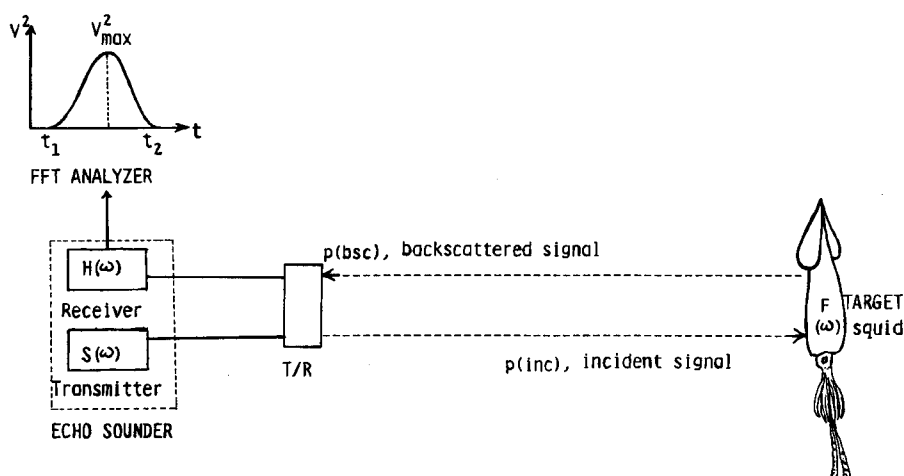 V²
V²max
t
t₁
t₂
FFT ANALYZER
H(ω)
Receiver
S(ω)
Transmitter
ECHO SOUNDER
T/R
p(bsc), backscattered signal
p(inc), incident signal
F
(ω)
TARGET
squid